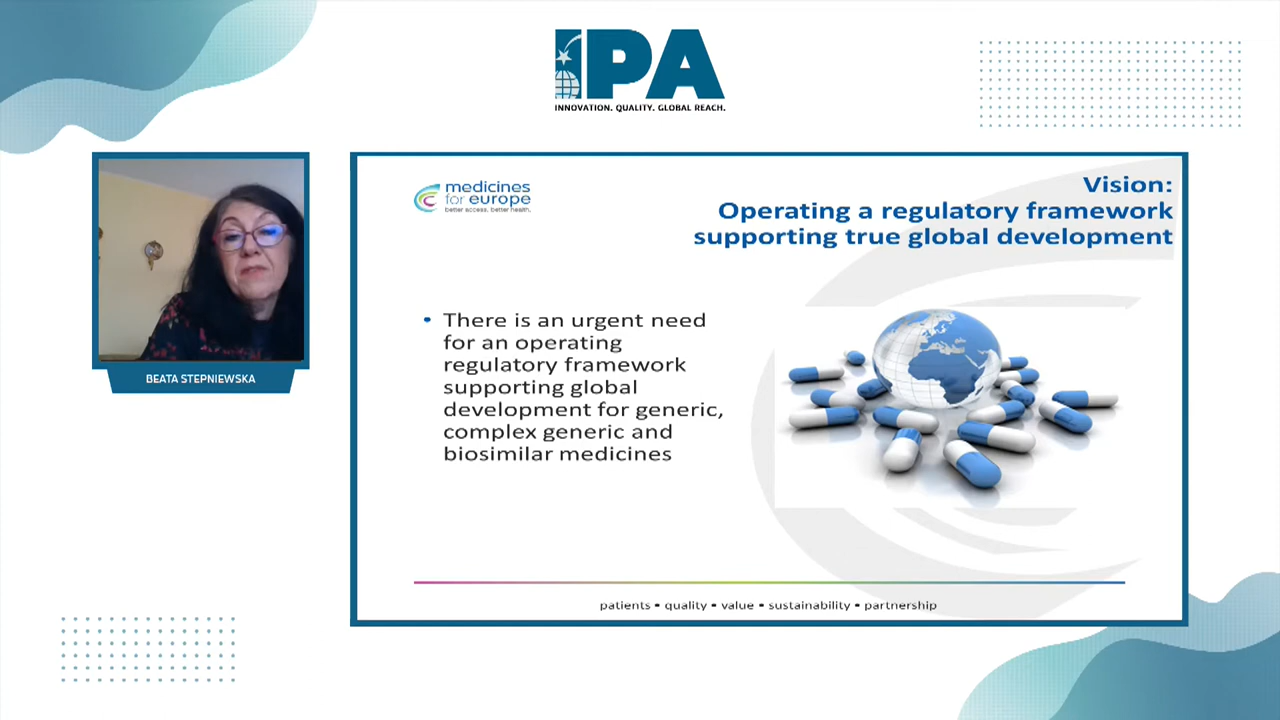 IPA
INNOVATION. QUALITY. GLOBAL REACH.
BEATA STEPNIEWSKA
medicines
for europe
better access. better health.
Vision:
Operating a regulatory framework
supporting true global development
• There is an urgent need
for an operating
regulatory framework
supporting global
development for generic,
complex generic and
biosimilar medicines
patients • quality • value • sustainability • partnership